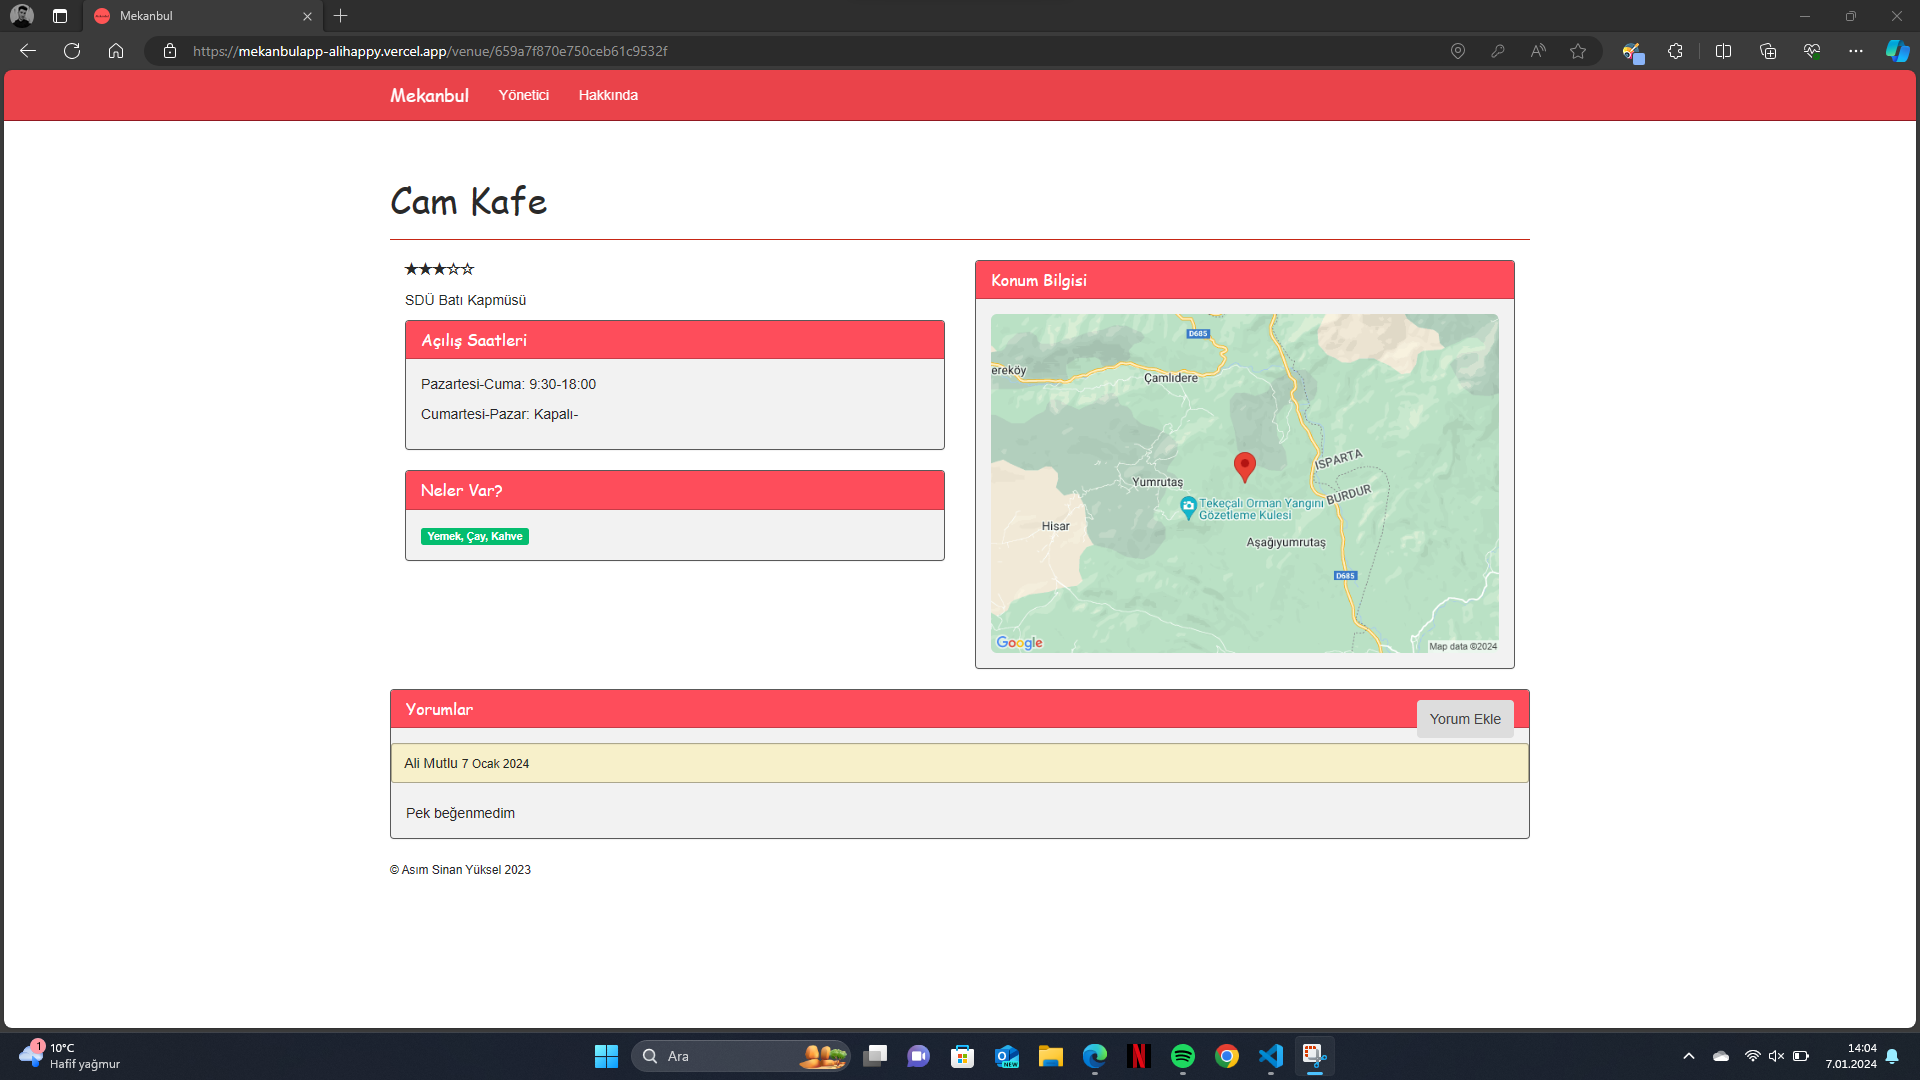 Mekanbul
https://mekanbulapp-alihappy.vercel.app/venue/659a7f870e750ceb61c9532f
Mekanbul
Yönetici
Hakkında
Cam Kafe
★★★☆☆
SDÜ Batı Kapmüsü
Açılış Saatleri
Pazartesi-Cuma: 9:30-18:00
Cumartesi-Pazar: Kapalı-
Neler Var?
Yemek, Çay, Kahve
Konum Bilgisi
D685
ereköy
Çamlıdere
ISPARTA
BURDUR
Yumrutaş
Tekeçalı Orman Yangını
Gözetleme Kulesi
Hisar
Aşağıyumrutaş
D685
Google
Map data ©2024
Yorumlar
Yorum Ekle
Ali Mutlu 7 Ocak 2024
Pek beğenmedim
© Asım Sinan Yüksel 2023
1
10°C
Hafif yağmur
Ara
NEW
14:04
7.01.2024